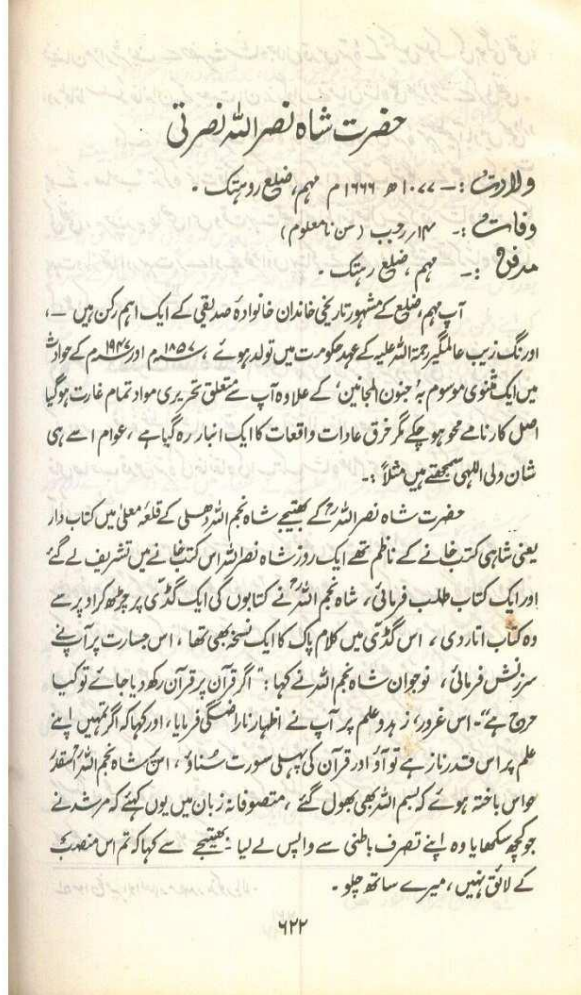 حضرت شاہ نصر اللہ نصرتی
ولادت :۔ ۱۰۷۷ھ ۱۶۶۶م مہم، ضلع روہتک ۔
وفات :۔ ۱۴؍رجب (سن نامعلوم)
مدفن :۔ مہم، ضلع رہتک ۔
آپ مہم، ضلع کے مشہور تاریخی خاندان خانوادۂ صدیقی کے ایک اہم رکن ہیں ۔،
اورنگ زیب عالمگیر رحمتہ اللہ علیہ کے عہد حکومت میں تولد ہوئے ، ۱۸۵۷ء م اور ۱۹۴۷ء م کے حوادث
میں ایک مثنوی موسوم بہ 'جنون المجانین' کے علاوہ آپ سے متعلق تحریری مواد تمام غارت ہوگیا
اصل کارنامے محو ہو چکے مگر خرق عادات واقعات کا ایک انبار رہ گیا ہے ، عوام اسے ہی
شان ولی اللہی سمجھتے ہیں مثلاً :۔
حضرت شاہ نصر اللہؒ کے بھتیجے شاہ نجم اللہ دھلی کے قلعہ معلی میں کتاب دار
یعنی شاہی کتب خانے کے ناظم تھے ایک روز شاہ نصر اللہ اس کتب خانے میں تشریف لے گئے
اور ایک کتاب طلب فرمائی، شاہ نجم اللہؒ نے کتابوں کی ایک گڈی پر چڑھ کر اوپر سے
وہ کتاب اتار دی ، اس گڈی میں کلام پاک کا ایک نسخہ بھی تھا ، اس جسارت پر آپ نے
سرزنش فرمائی ، نوجوان شاہ نجم اللہ نے کہا : "اگر قرآن پر قرآن رکھ دیا جائے تو کیا
حرج ہے"۔ اس غرور، زہد و علم پر آپ نے اظہار ناراضگی فرمایا، اور کہا کہ اگر تمہیں اپنے
علم پر اس قدر ناز ہے تو آؤ اور قرآن کی پہلی سورت سناؤ ، اس شاہ نجم اللہؒ اسقدر
حواس باختہ ہوئے کہ بسم اللہ بھی بھول گئے ، متصوفانہ زبان میں یوں کہئے کہ مرشد نے
جو کچھ سکھایا وہ اپنے تصرف باطنی سے واپس لے لیا ۔ بھتیجے سے کہا کہ تم اس منصب
کے لائق نہیں ، میرے ساتھ چلو ۔
۶۲۲